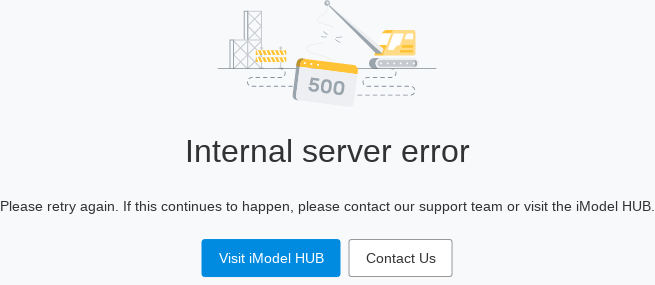 500
Internal server error
Please retry again. If this continues to happen, please contact our support team or visit the iModel HUB.
Visit iModel HUB
Contact Us